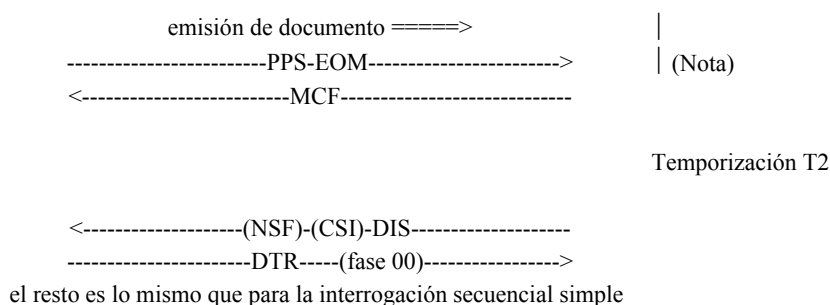 emisión de documento =====> |
-------------------------PPS-EOM------------------------> | (Nota)
<--------------------------MCF-----------------------------
Temporización T2
<--------------------(NSF)-(CSI)-DIS--------------------
-----------------------DTR-----(fase 00)----------------->
el resto es lo mismo que para la interrogación secuencial simple